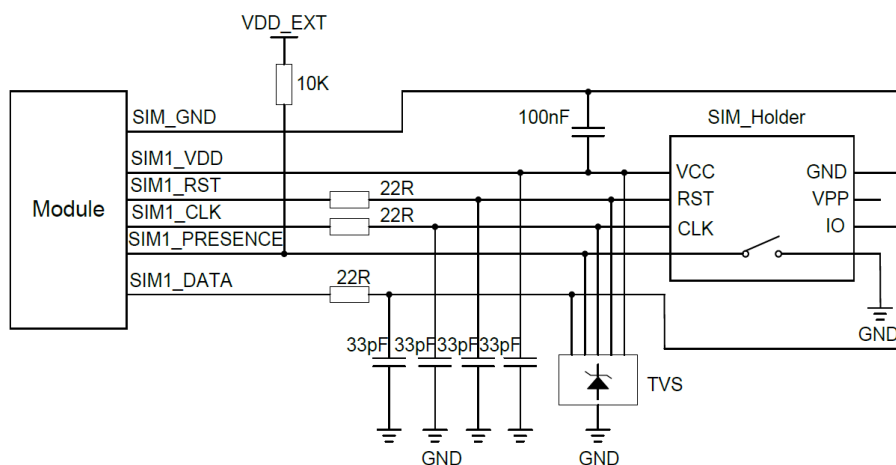 VDD_EXT
10K
SIM_GND
100nF
SIM_Holder
SIM1_VDD
VCC
GND
SIM1_RST
22R
RST
VPP
Module
SIM1_CLK
22R
CLK
IO
SIM1_PRESENCE
SIM1_DATA
22R
GND
33pF
33pF
33pF
33pF
TVS
GND
GND